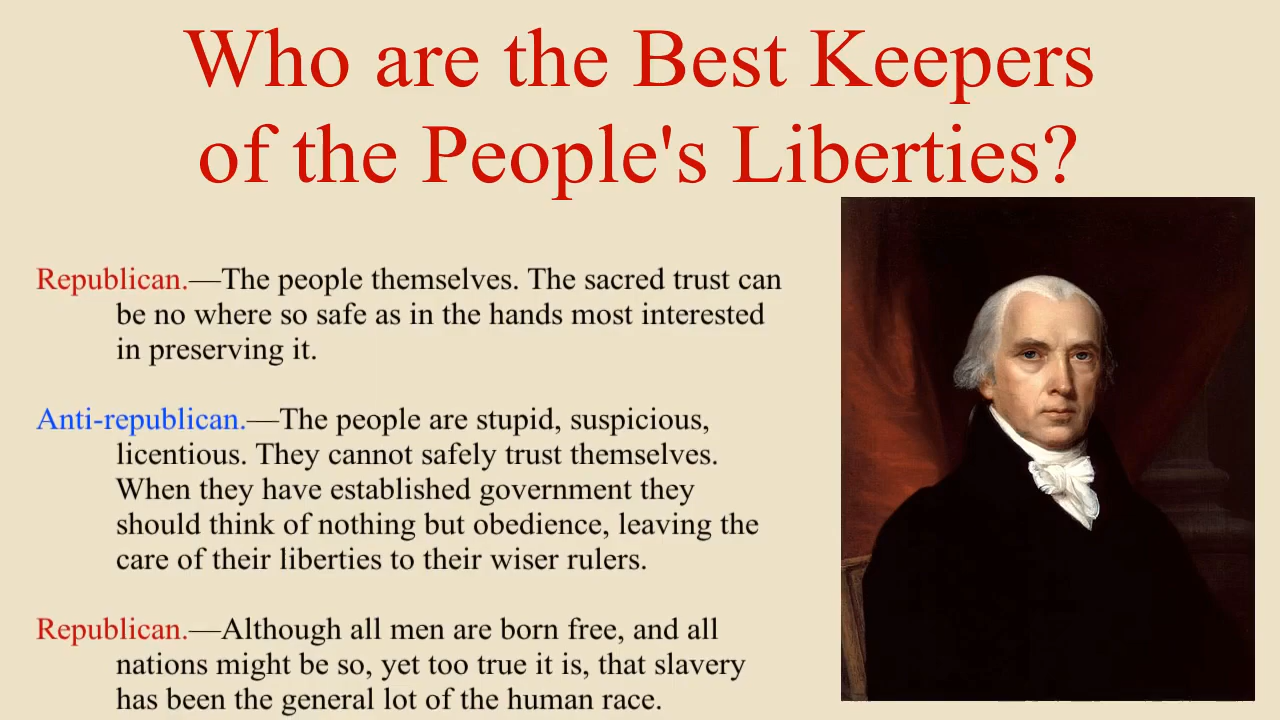 Who are the Best Keepers
of the People's Liberties?
Republican.—The people themselves. The sacred trust can
be no where so safe as in the hands most interested
in preserving it.
Anti-republican.—The people are stupid, suspicious,
licentious. They cannot safely trust themselves.
When they have established government they
should think of nothing but obedience, leaving the
care of their liberties to their wiser rulers.
Republican.—Although all men are born free, and all
nations might be so, yet too true it is, that slavery
has been the general lot of the human race.